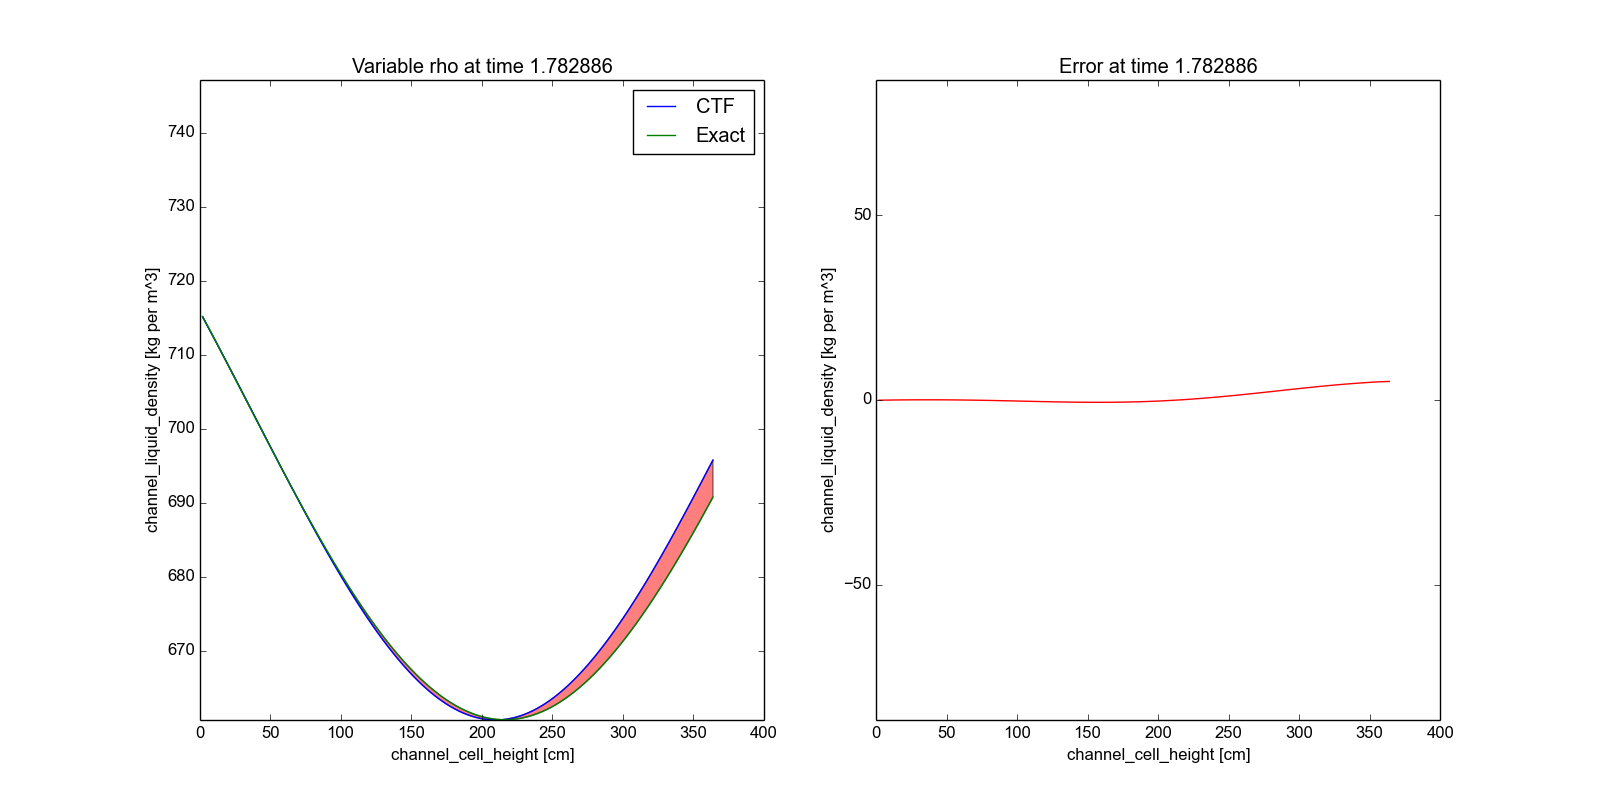 Variable rho at time 1.782886
CTF
Exact
740
730
720
710
700
690
680
670
channel_liquid_density [kg per m^3]
0 50 100 150 200 250 300 350 400
channel_cell_height [cm]
Error at time 1.782886
50
0
−50
channel_liquid_density [kg per m^3]
0 50 100 150 200 250 300 350 400
channel_cell_height [cm]